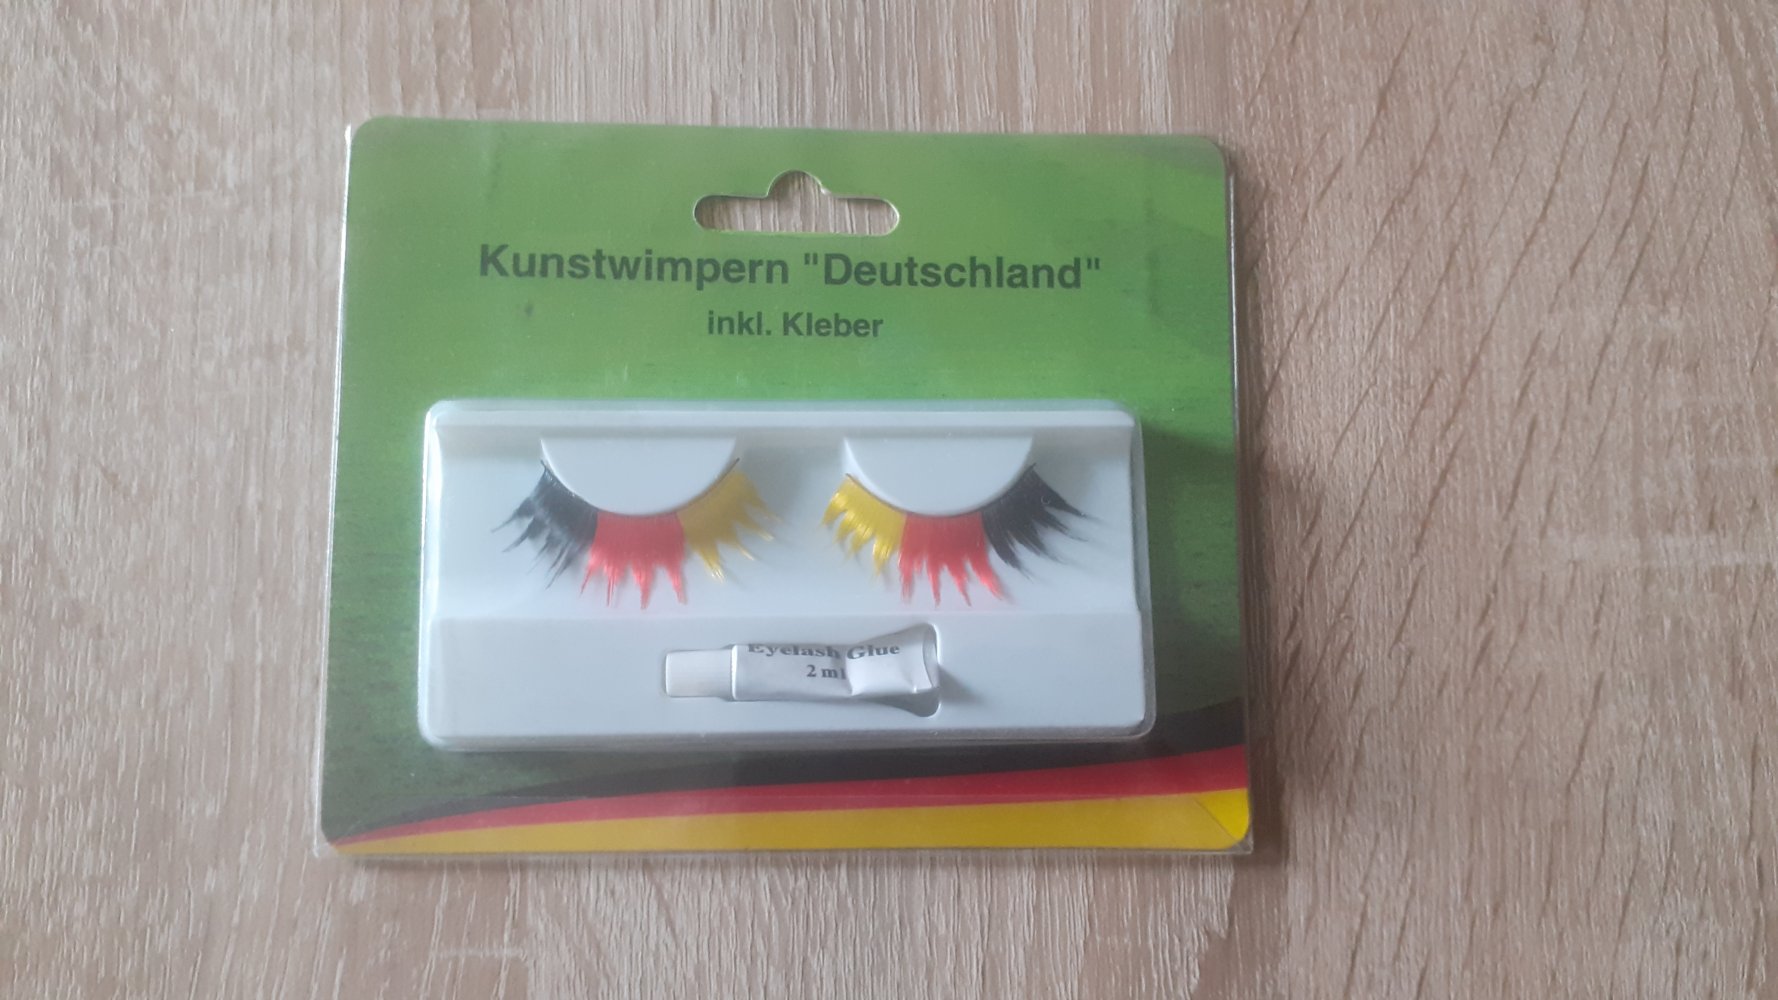 Kunstwimpern "Deutschland"
inkl. Kleber
Eyelash Glue
2 ml